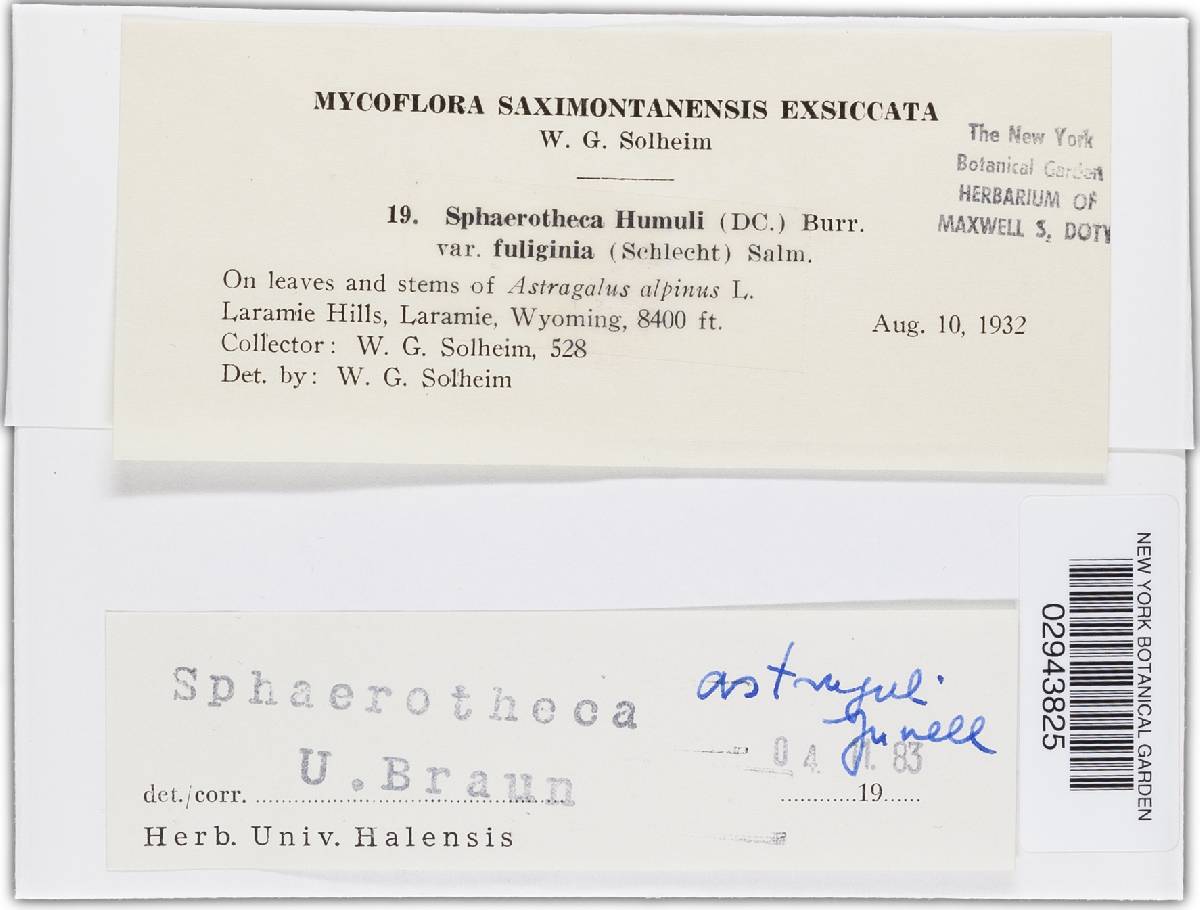 MYCOFLORA SAXIMONTANENSIS EXSICCATA
W. G. Solheim
The New York
Botanical Garden
HERBARIUM OF
MAXWELL S. DOTY
19. Sphaerotheca Humuli (DC.) Burr.
var. fuliginia (Schlecht) Salm.
On leaves and stems of Astragalus alpinus L.
Laramie Hills, Laramie, Wyoming, 8400 ft.
Aug. 10, 1932
Collector: W. G. Solheim, 528
Det. by: W. G. Solheim
NEW YORK BOTANICAL GARDEN
02943825
Sphaerotheca astragali
Junell
04. 83
U.Braun
det./corr. 19
Herb. Univ. Halensis